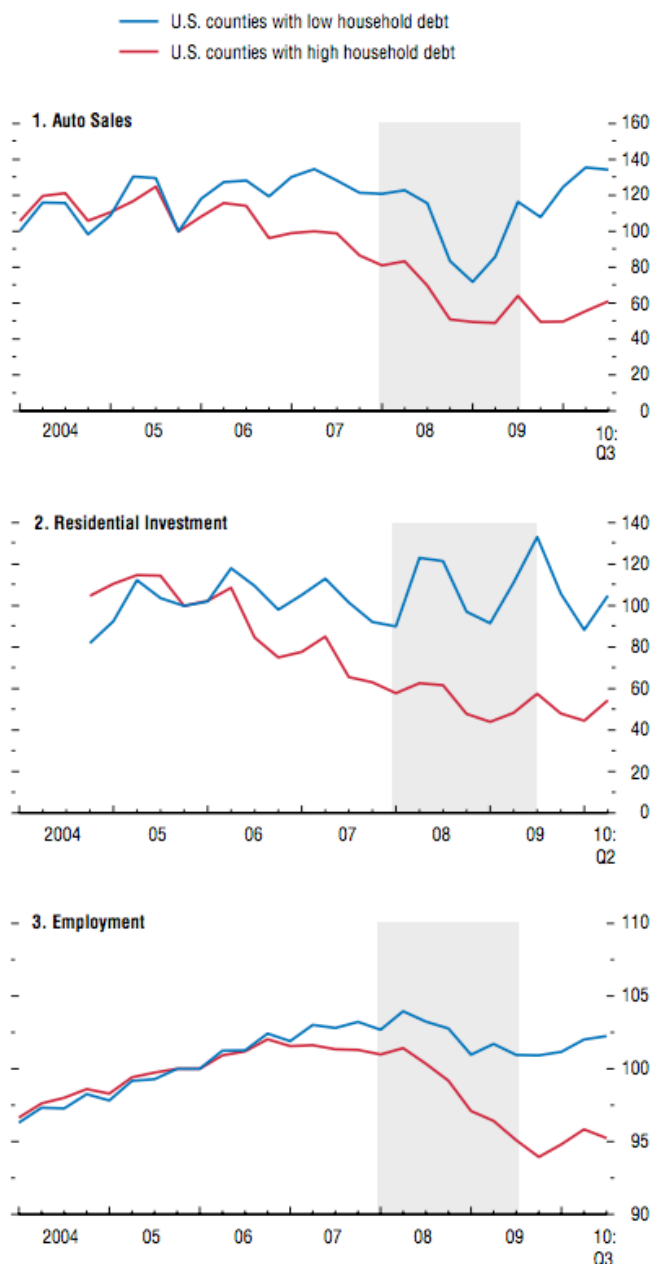 U.S. counties with low household debt
U.S. counties with high household debt
1. Auto Sales
160
140
120
100
80
60
40
20
0
2004 05 06 07 08 09 10:
Q3
2. Residential Investment
140
120
100
80
60
40
20
0
2004 05 06 07 08 09 10:
Q2
3. Employment
110
105
100
95
90
2004 05 06 07 08 09 10:
Q3